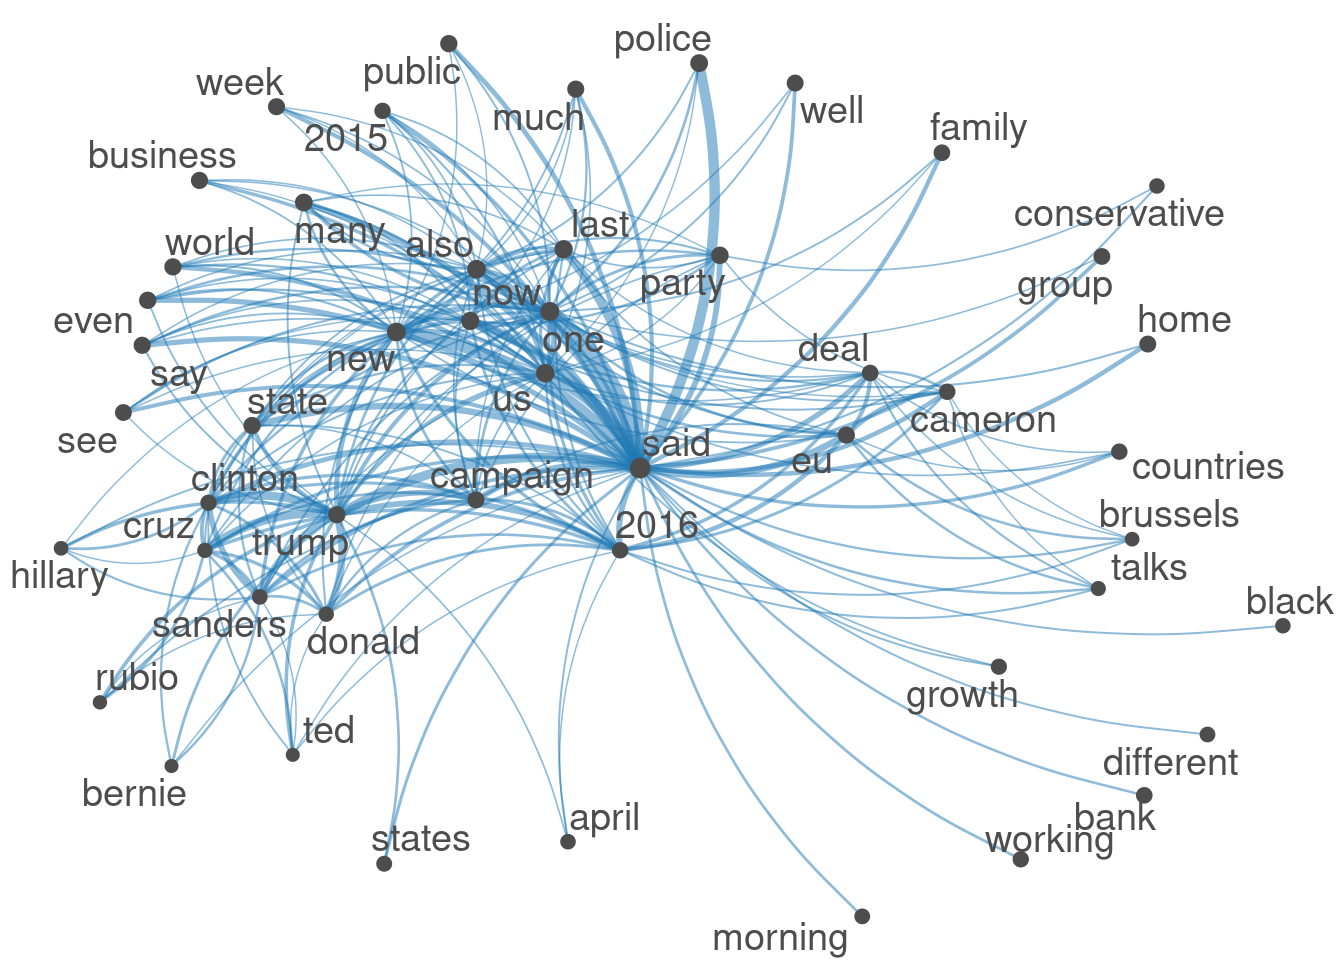 police
public
week
much
well
2015
family
business
conservative
last
many
also
world
party
group
now
even
home
one
new
deal
say
us
state
cameron
see
said
eu
clinton
campaign
countries
cruz
2016
brussels
trump
hillary
talks
black
sanders
donald
rubio
growth
ted
different
bernie
april
bank
states
working
morning